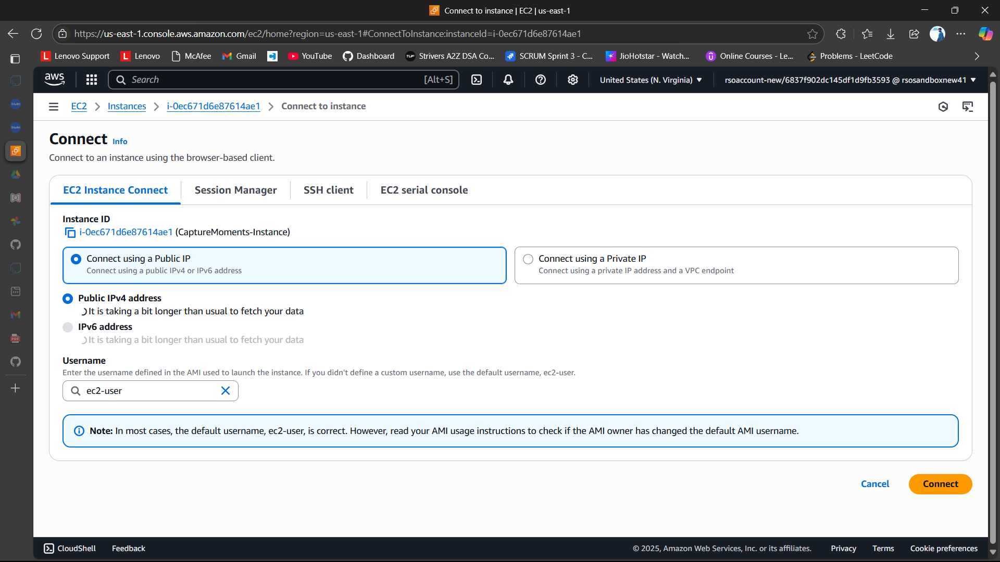 Connect to instance | EC2 | us-east-1
https://us-east-1.console.aws.amazon.com/ec2/home?region=us-east-1#ConnectToInstance:instanceId=i-0ec671d6e87614ae1
Lenovo Support Lenovo McAfee Gmail YouTube Dashboard Strivers A2Z DSA Co... SCRUM Sprint 3 - C... JioHotstar - Watch... Online Courses - Le... Problems - LeetCode
aws Search [Alt+S] United States (N. Virginia) rsoaccount-new/6837f902dc145df1d9fb3593 @ rsosandboxnew41
EC2 Instances i-0ec671d6e87614ae1 Connect to instance
Connect Info
Connect to an instance using the browser-based client.
EC2 Instance Connect Session Manager SSH client EC2 serial console
Instance ID
i-0ec671d6e87614ae1 (CaptureMoments-Instance)
Connect using a Public IP
Connect using a public IPv4 or IPv6 address
Connect using a Private IP
Connect using a private IP address and a VPC endpoint
Public IPv4 address
It is taking a bit longer than usual to fetch your data
IPv6 address
It is taking a bit longer than usual to fetch your data
Username
Enter the username defined in the AMI used to launch the instance. If you didn't define a custom username, use the default username, ec2-user.
ec2-user
Note: In most cases, the default username, ec2-user, is correct. However, read your AMI usage instructions to check if the AMI owner has changed the default AMI username.
Cancel Connect
CloudShell Feedback © 2025, Amazon Web Services, Inc. or its affiliates. Privacy Terms Cookie preferences